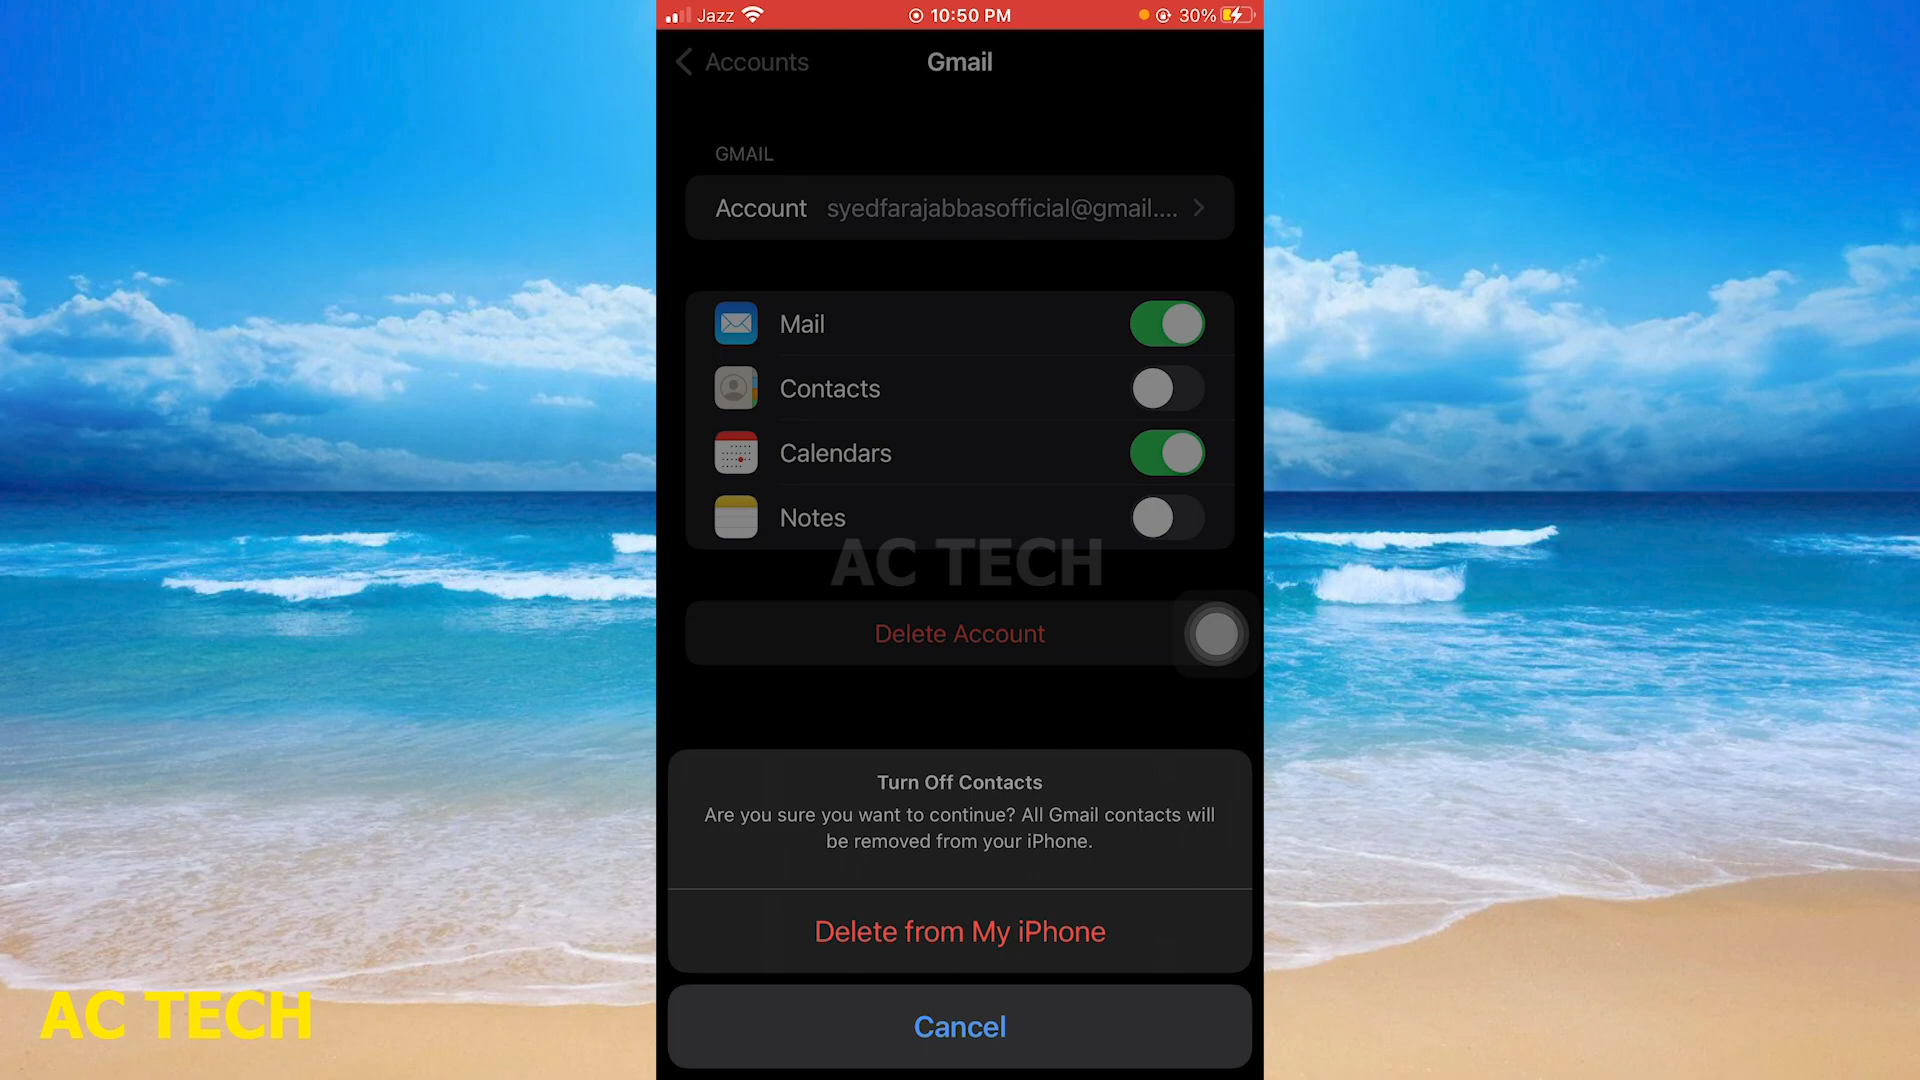 Jazz 10:50 PM 30%
Accounts Gmail
GMAIL
Account syedfarajabbasofficial@gmail....
Mail
Contacts
Calendars
Notes
AC TECH
Delete Account
Turn Off Contacts
Are you sure you want to continue? All Gmail contacts will
be removed from your iPhone.
Delete from My iPhone
Cancel
AC TECH